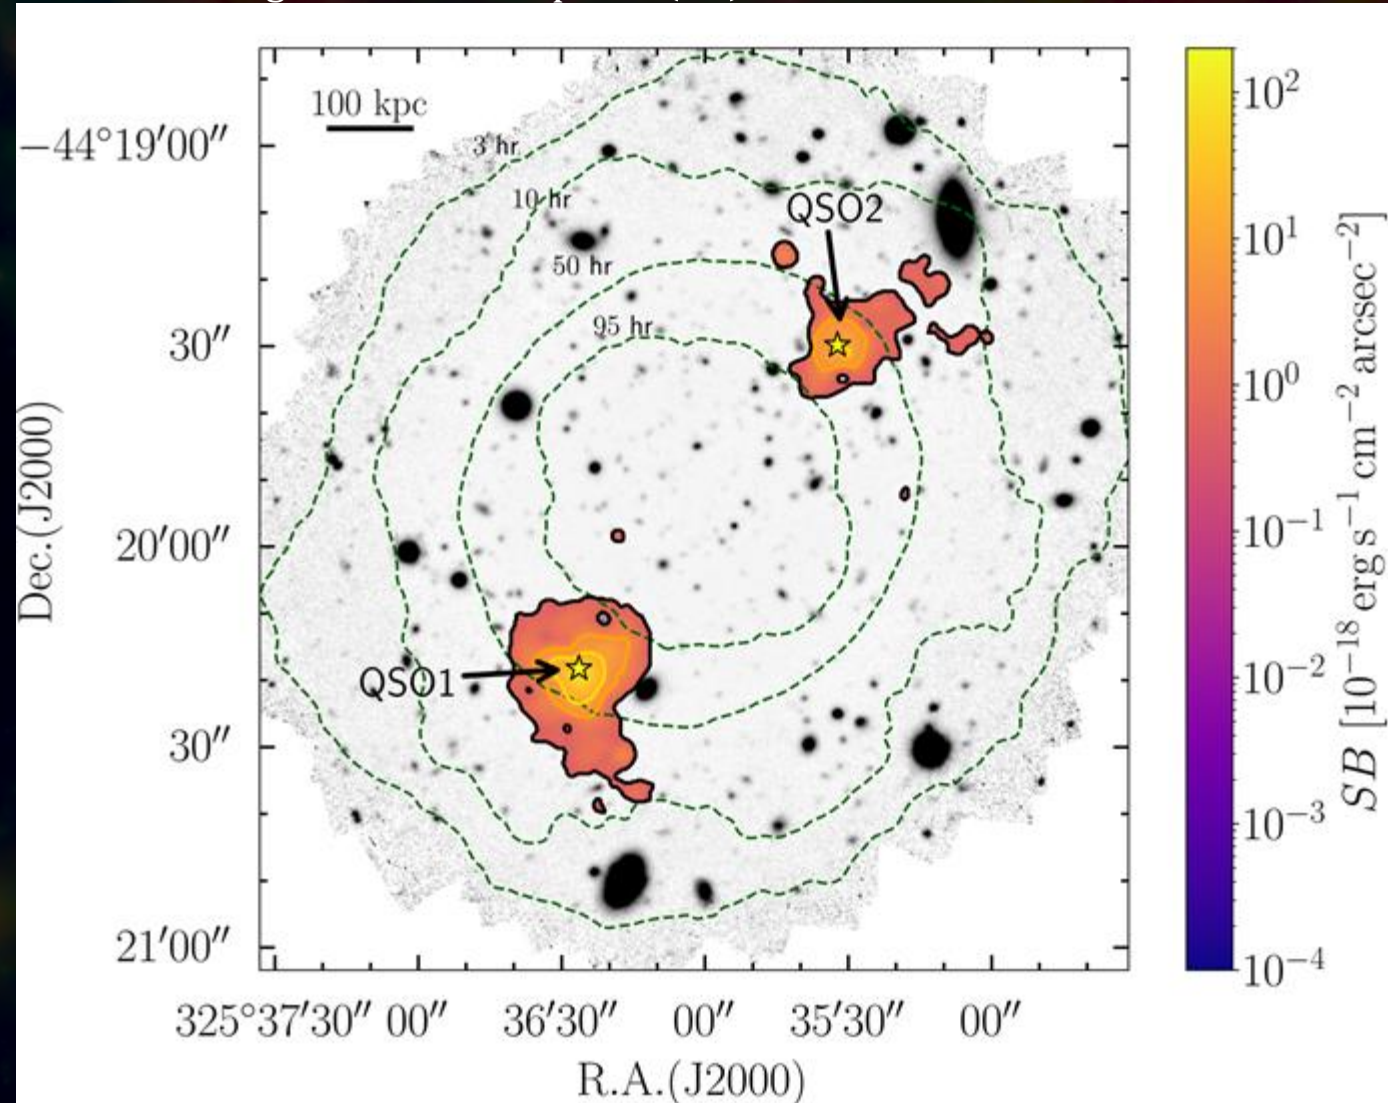 100 kpc
3 hr
10 hr
50 hr
95 hr
QSO2
QSO1
−44°19′00″
30″
20′00″
30″
21′00″
Dec.(J2000)
325°37′30″ 00″ 36′30″ 00″ 35′30″ 00″
R.A.(J2000)
10²
10¹
10⁰
10⁻¹
10⁻²
10⁻³
10⁻⁴
SB [10⁻¹⁸ erg s⁻¹ cm⁻² arcsec⁻²]